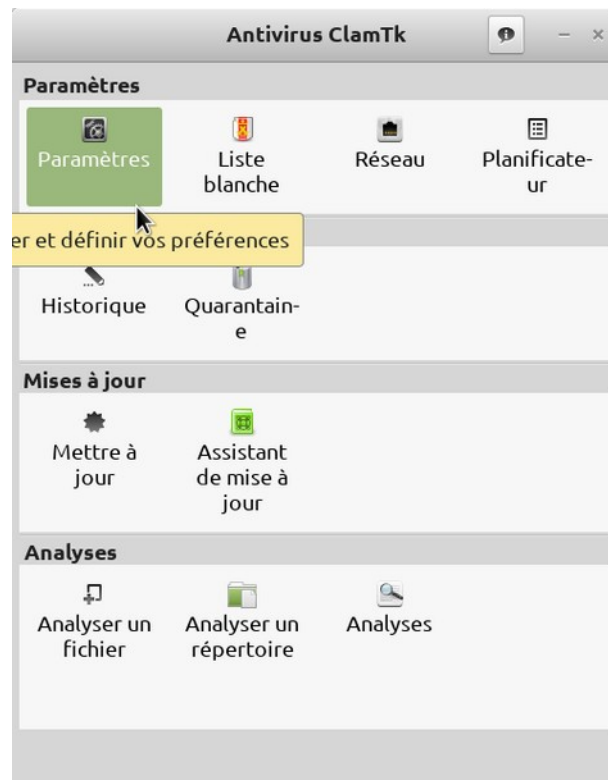 Antivirus ClamTk
Paramètres
Paramètres
Liste
blanche
Réseau
Planificate-
ur
er et définir vos préférences
Historique
Quarantain-
e
Mises à jour
Mettre à
jour
Assistant
de mise à
jour
Analyses
Analyser un
fichier
Analyser un
répertoire
Analyses